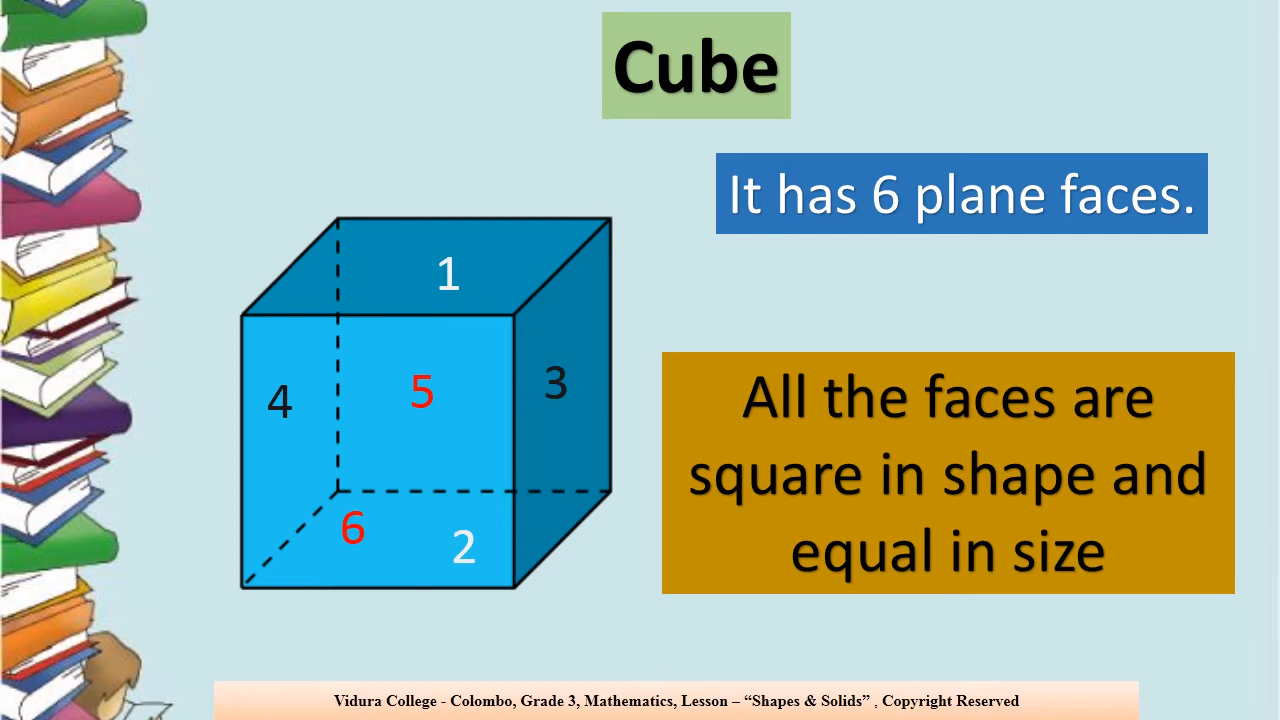 Cube
It has 6 plane faces.
1
5
3
4
6
2
All the faces are
square in shape and
equal in size
Vidura College - Colombo, Grade 3, Mathematics, Lesson – “Shapes & Solids” , Copyright Reserved